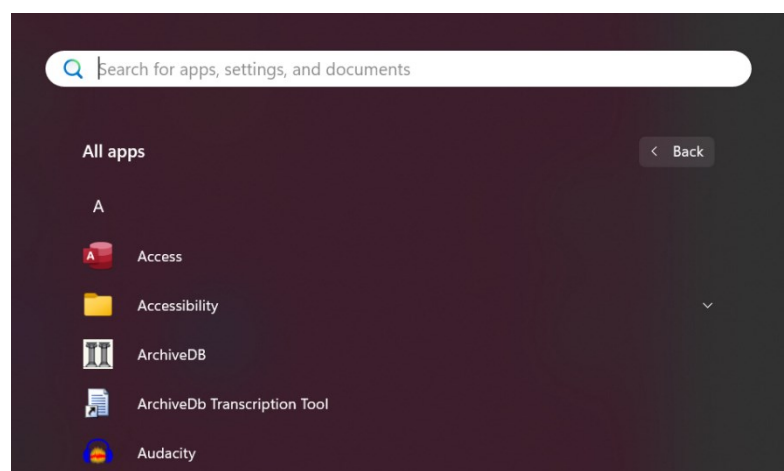 Search for apps, settings, and documents
All apps
< Back
A
Access
Accessibility
ArchiveDB
ArchiveDb Transcription Tool
Audacity